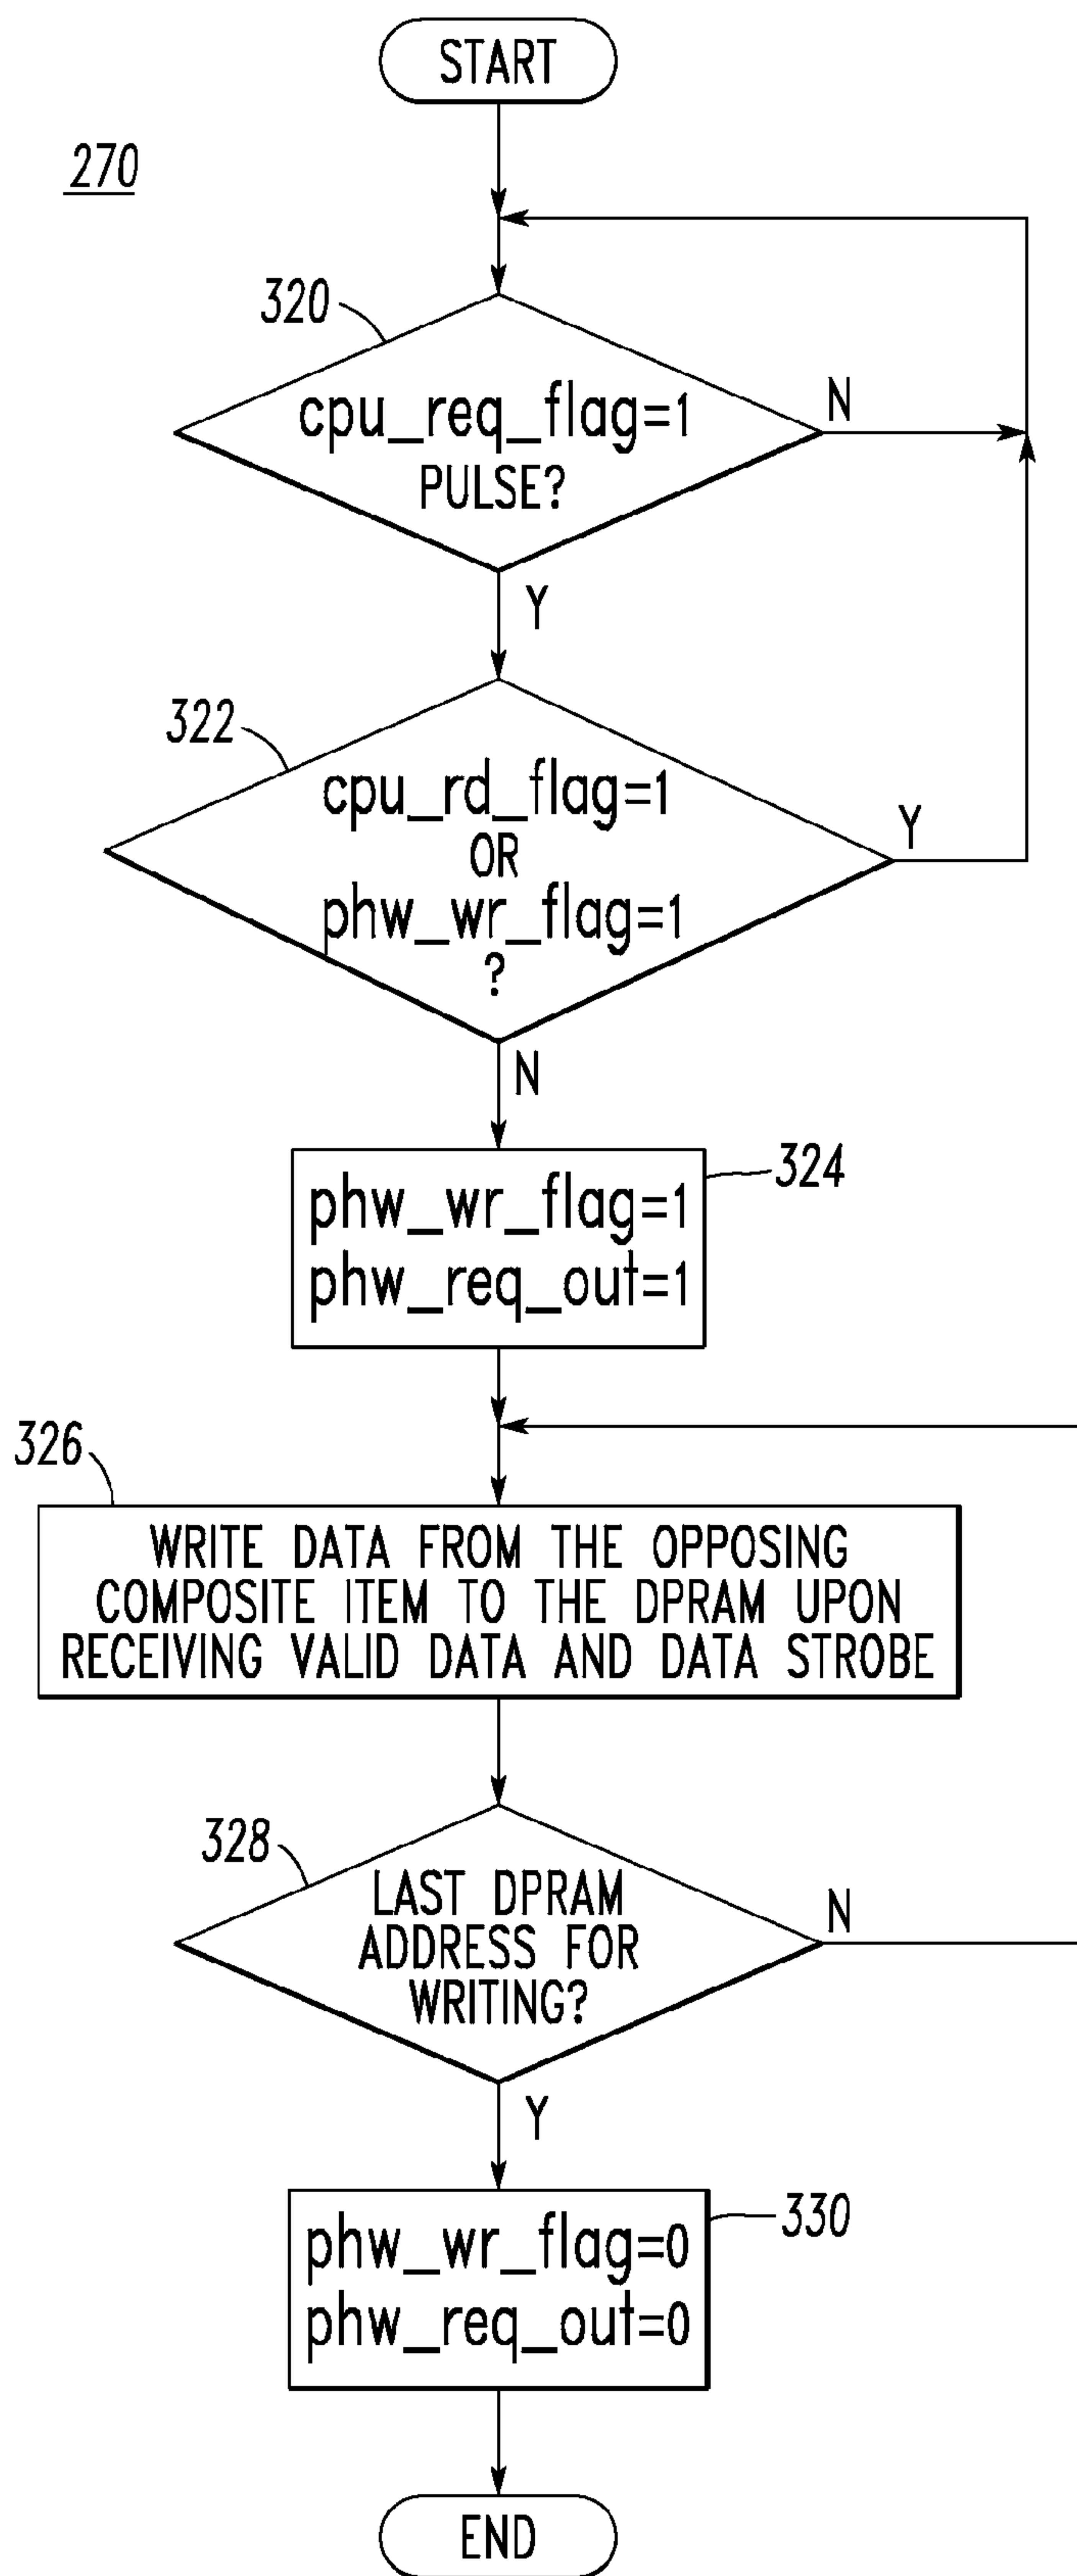 START
270
320
cpu_req_flag=1
PULSE?
N
Y
322
cpu_rd_flag=1
OR
phw_wr_flag=1
?
Y
N
324
phw_wr_flag=1
phw_req_out=1
326
WRITE DATA FROM THE OPPOSING
COMPOSITE ITEM TO THE DPRAM UPON
RECEIVING VALID DATA AND DATA STROBE
328
LAST DPRAM
ADDRESS FOR
WRITING?
N
Y
330
phw_wr_flag=0
phw_req_out=0
END